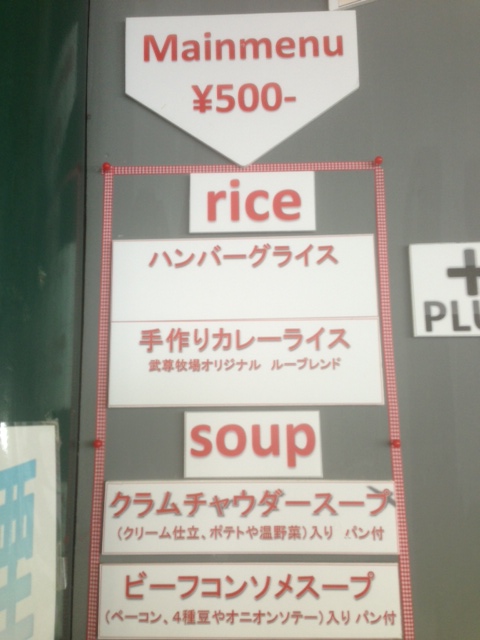 Mainmenu
¥500-
rice
ハンバーグライス
手作りカレーライス
武尊牧場オリジナル ルーブレンド
soup
クラムチャウダースープ
(クリーム仕立、ポテトや温野菜)入り パン付
ビーフコンソメスープ
(ベーコン、4種豆やオニオンソテー)入り パン付
+
PLU